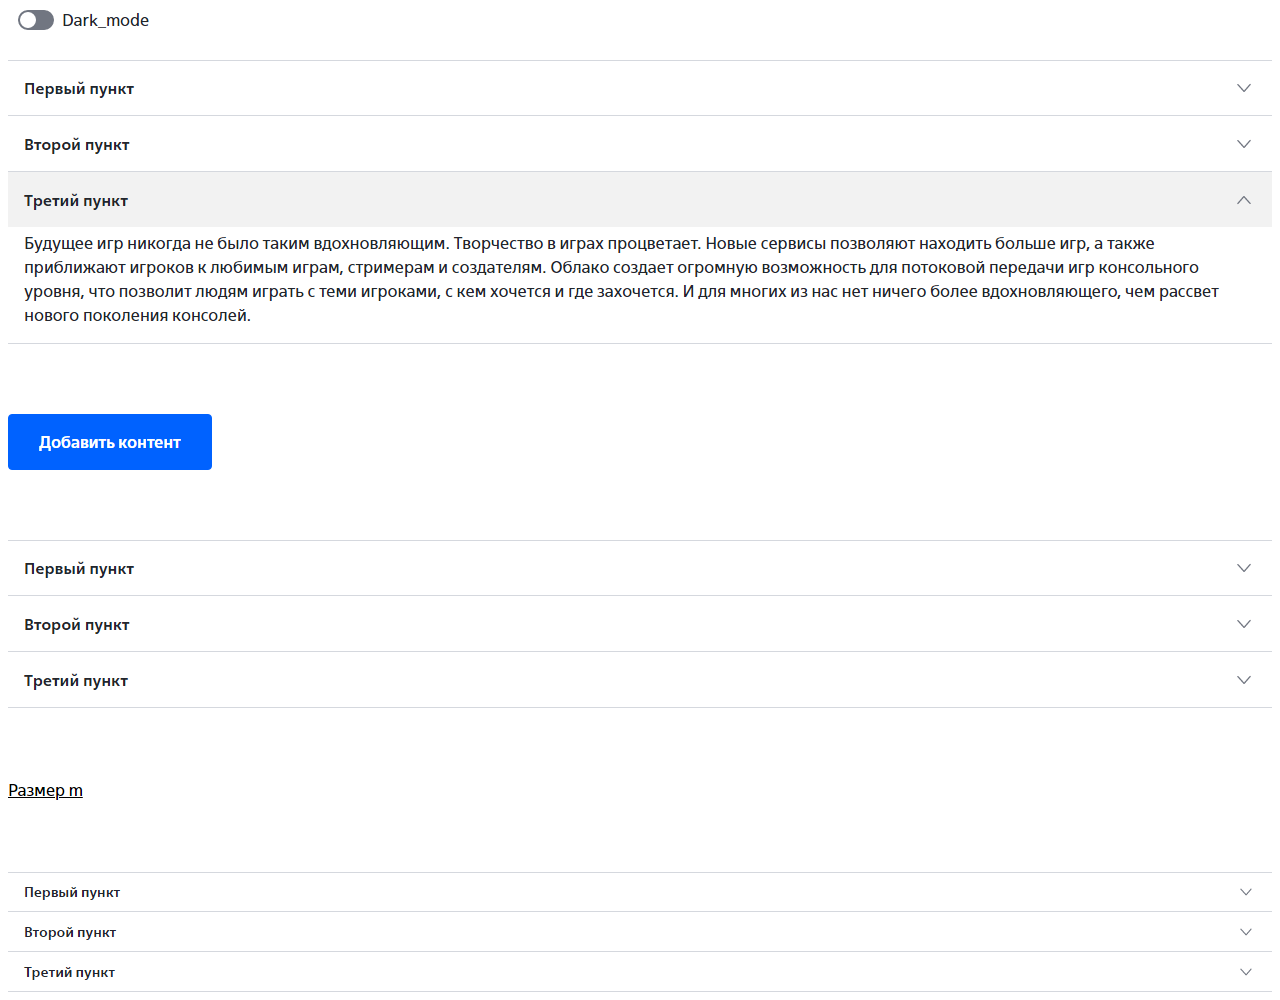 Dark_mode
Первый пункт
Второй пункт
Третий пункт
Будущее игр никогда не было таким вдохновляющим. Творчество в играх процветает. Новые сервисы позволяют находить больше игр, а также
приближают игроков к любимым играм, стримерам и создателям. Облако создает огромную возможность для потоковой передачи игр консольного
уровня, что позволит людям играть с теми игроками, с кем хочется и где захочется. И для многих из нас нет ничего более вдохновляющего, чем рассвет
нового поколения консолей.
Добавить контент
Первый пункт
Второй пункт
Третий пункт
Размер m
Первый пункт
Второй пункт
Третий пункт